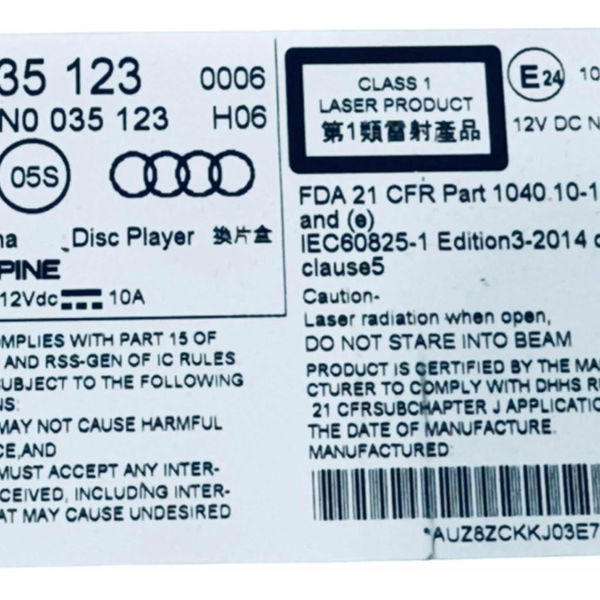 35 123 0006
N0 035 123 H06
05S
na Disc Player 換片盒
PINE
12Vdc 10A
MPLIES WITH PART 15 OF
AND RSS-GEN OF IC RULES
UBJECT TO THE FOLLOWING
NS:
MAY NOT CAUSE HARMFUL
CE,AND
MUST ACCEPT ANY INTER-
CEIVED, INCLUDING INTER-
AT MAY CAUSE UNDESIRED
CLASS 1
LASER PRODUCT
第1類雷射產品
E24 10
12V DC N
FDA 21 CFR Part 1040.10-1
and (e)
IEC60825-1 Edition3-2014 c
clause5
Caution-
Laser radiation when open,
DO NOT STARE INTO BEAM
PRODUCT IS CERTIFIED BY THE MA
CTURER TO COMPLY WITH DHHS R
21 CFRSUBCHAPTER J APPLICATIO
THE DATE OF MANUFACTURE.
MANUFACTURED:
*AUZ8ZCKKJ03E7